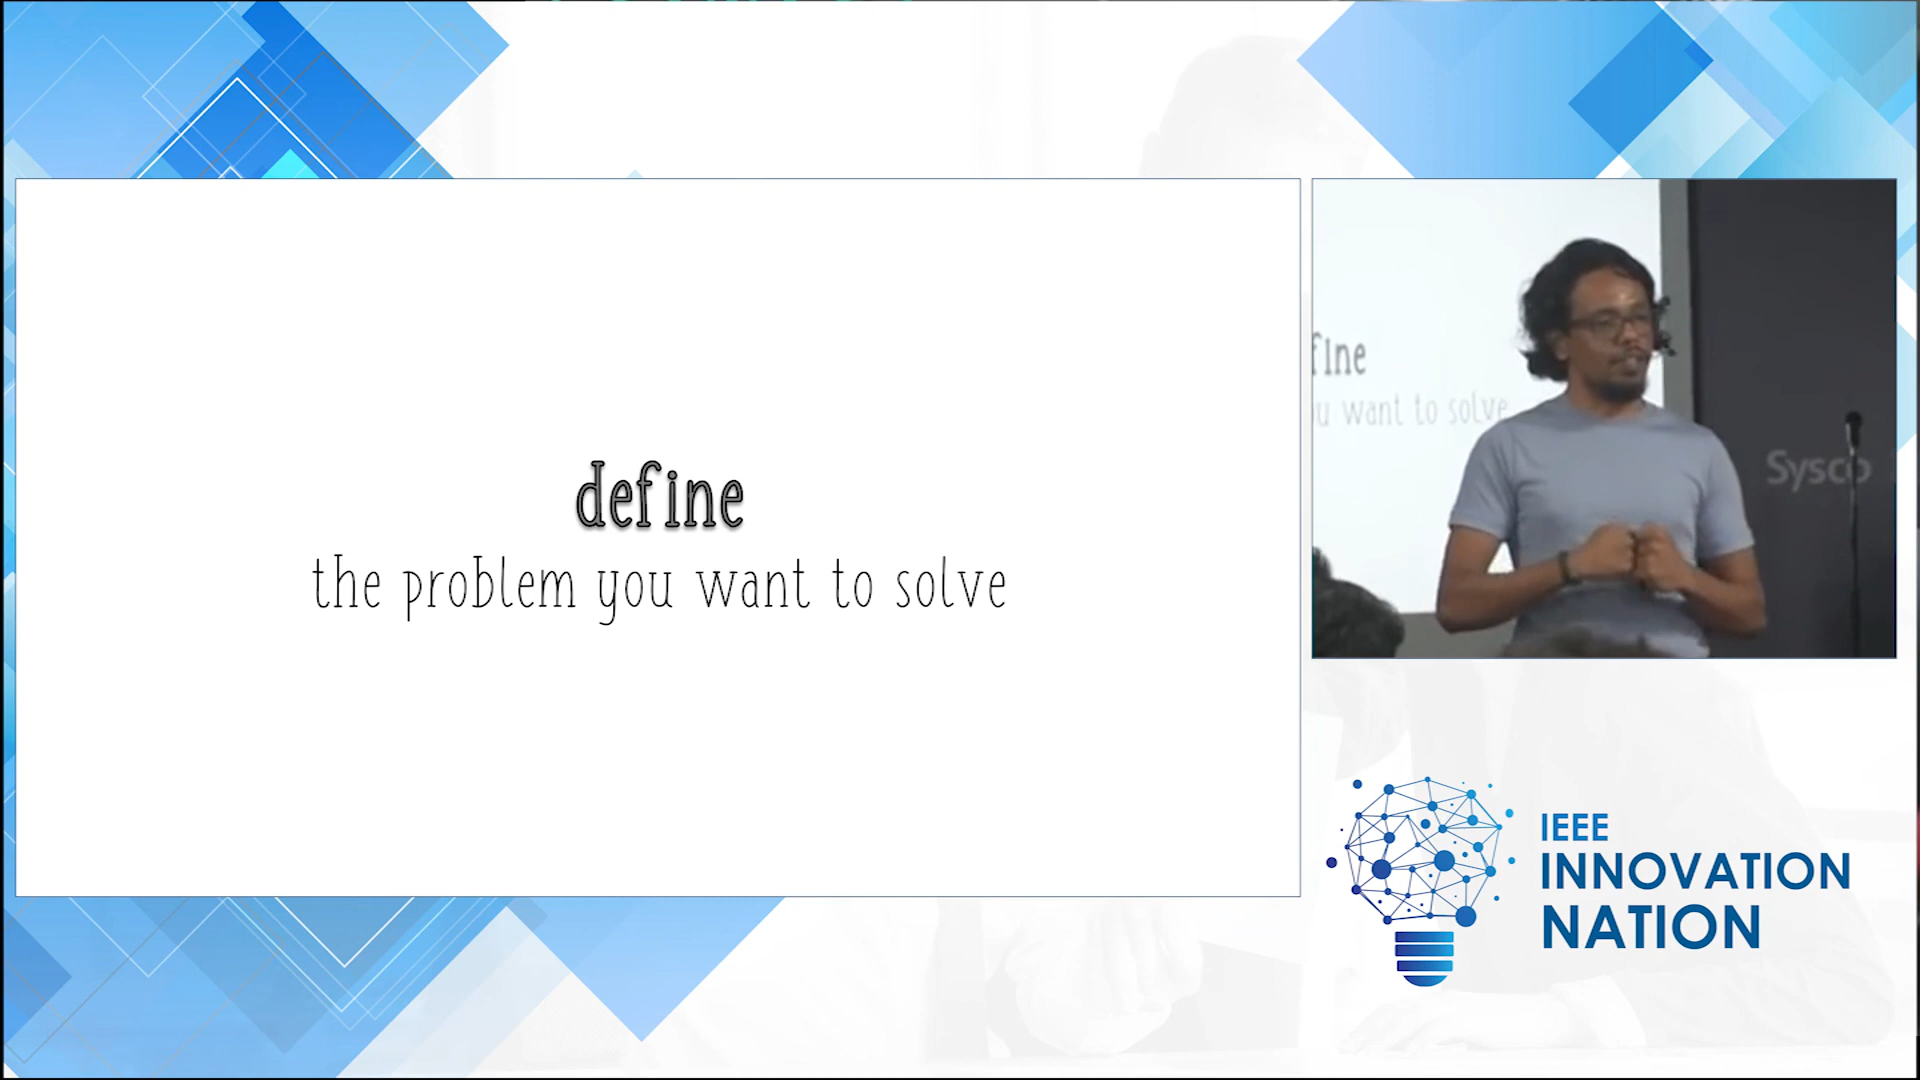 define
the problem you want to solve
fine
u want to solve
Sysco
IEEE
INNOVATION
NATION